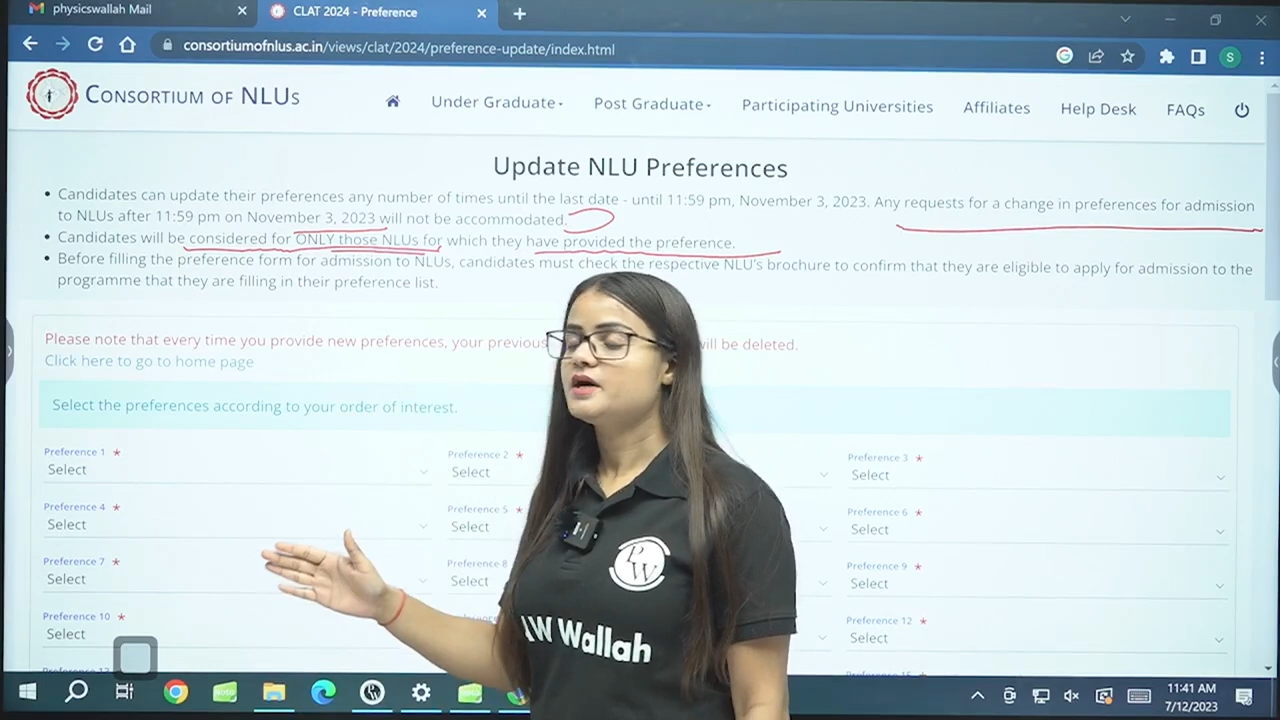 physicswallah Mail
CLAT 2024 - Preference
consortiumofnlus.ac.in/views/clat/2024/preference-update/index.html
S
CONSORTIUM OF NLUS
Under Graduate
Post Graduate
Participating Universities
Affiliates
Help Desk
FAQs
Update NLU Preferences
• Candidates can update their preferences any number of times until the last date - until 11:59 pm, November 3, 2023. Any requests for a change in preferences for admission
to NLUs after 11:59 pm on November 3, 2023 will not be accommodated.
• Candidates will be considered for ONLY those NLUs for which they have provided the preference.
• Before filling the preference form for admission to NLUs, candidates must check the respective NLU's brochure to confirm that they are eligible to apply for admission to the
programme that they are filling in their preference list.
Please note that every time you provide new preferences, your previous will be deleted.
Click here to go to home page
Select the preferences according to your order of interest.
Preference 1 *
Select
Preference 2 *
Select
Preference 3 *
Select
Preference 4 *
Select
Preference 5 *
Select
Preference 6 *
Select
Preference 7 *
Select
Preference 8
Select
Preference 9 *
Select
Preference 10 *
Select
Preference 12 *
Select
PW
Wallah
11:41 AM
7/12/2023